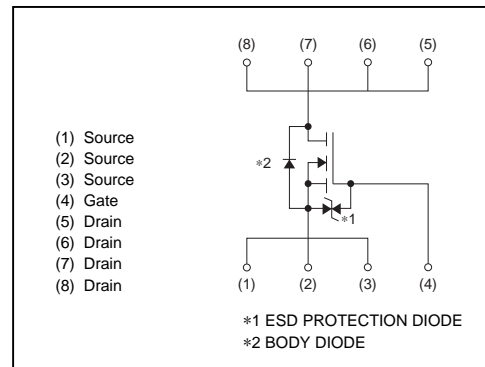 (8) (7) (6) (5)
(1) Source
(2) Source
(3) Source
(4) Gate
(5) Drain
(6) Drain
(7) Drain
(8) Drain
∗2
∗1
(1) (2) (3) (4)
∗1 ESD PROTECTION DIODE
∗2 BODY DIODE